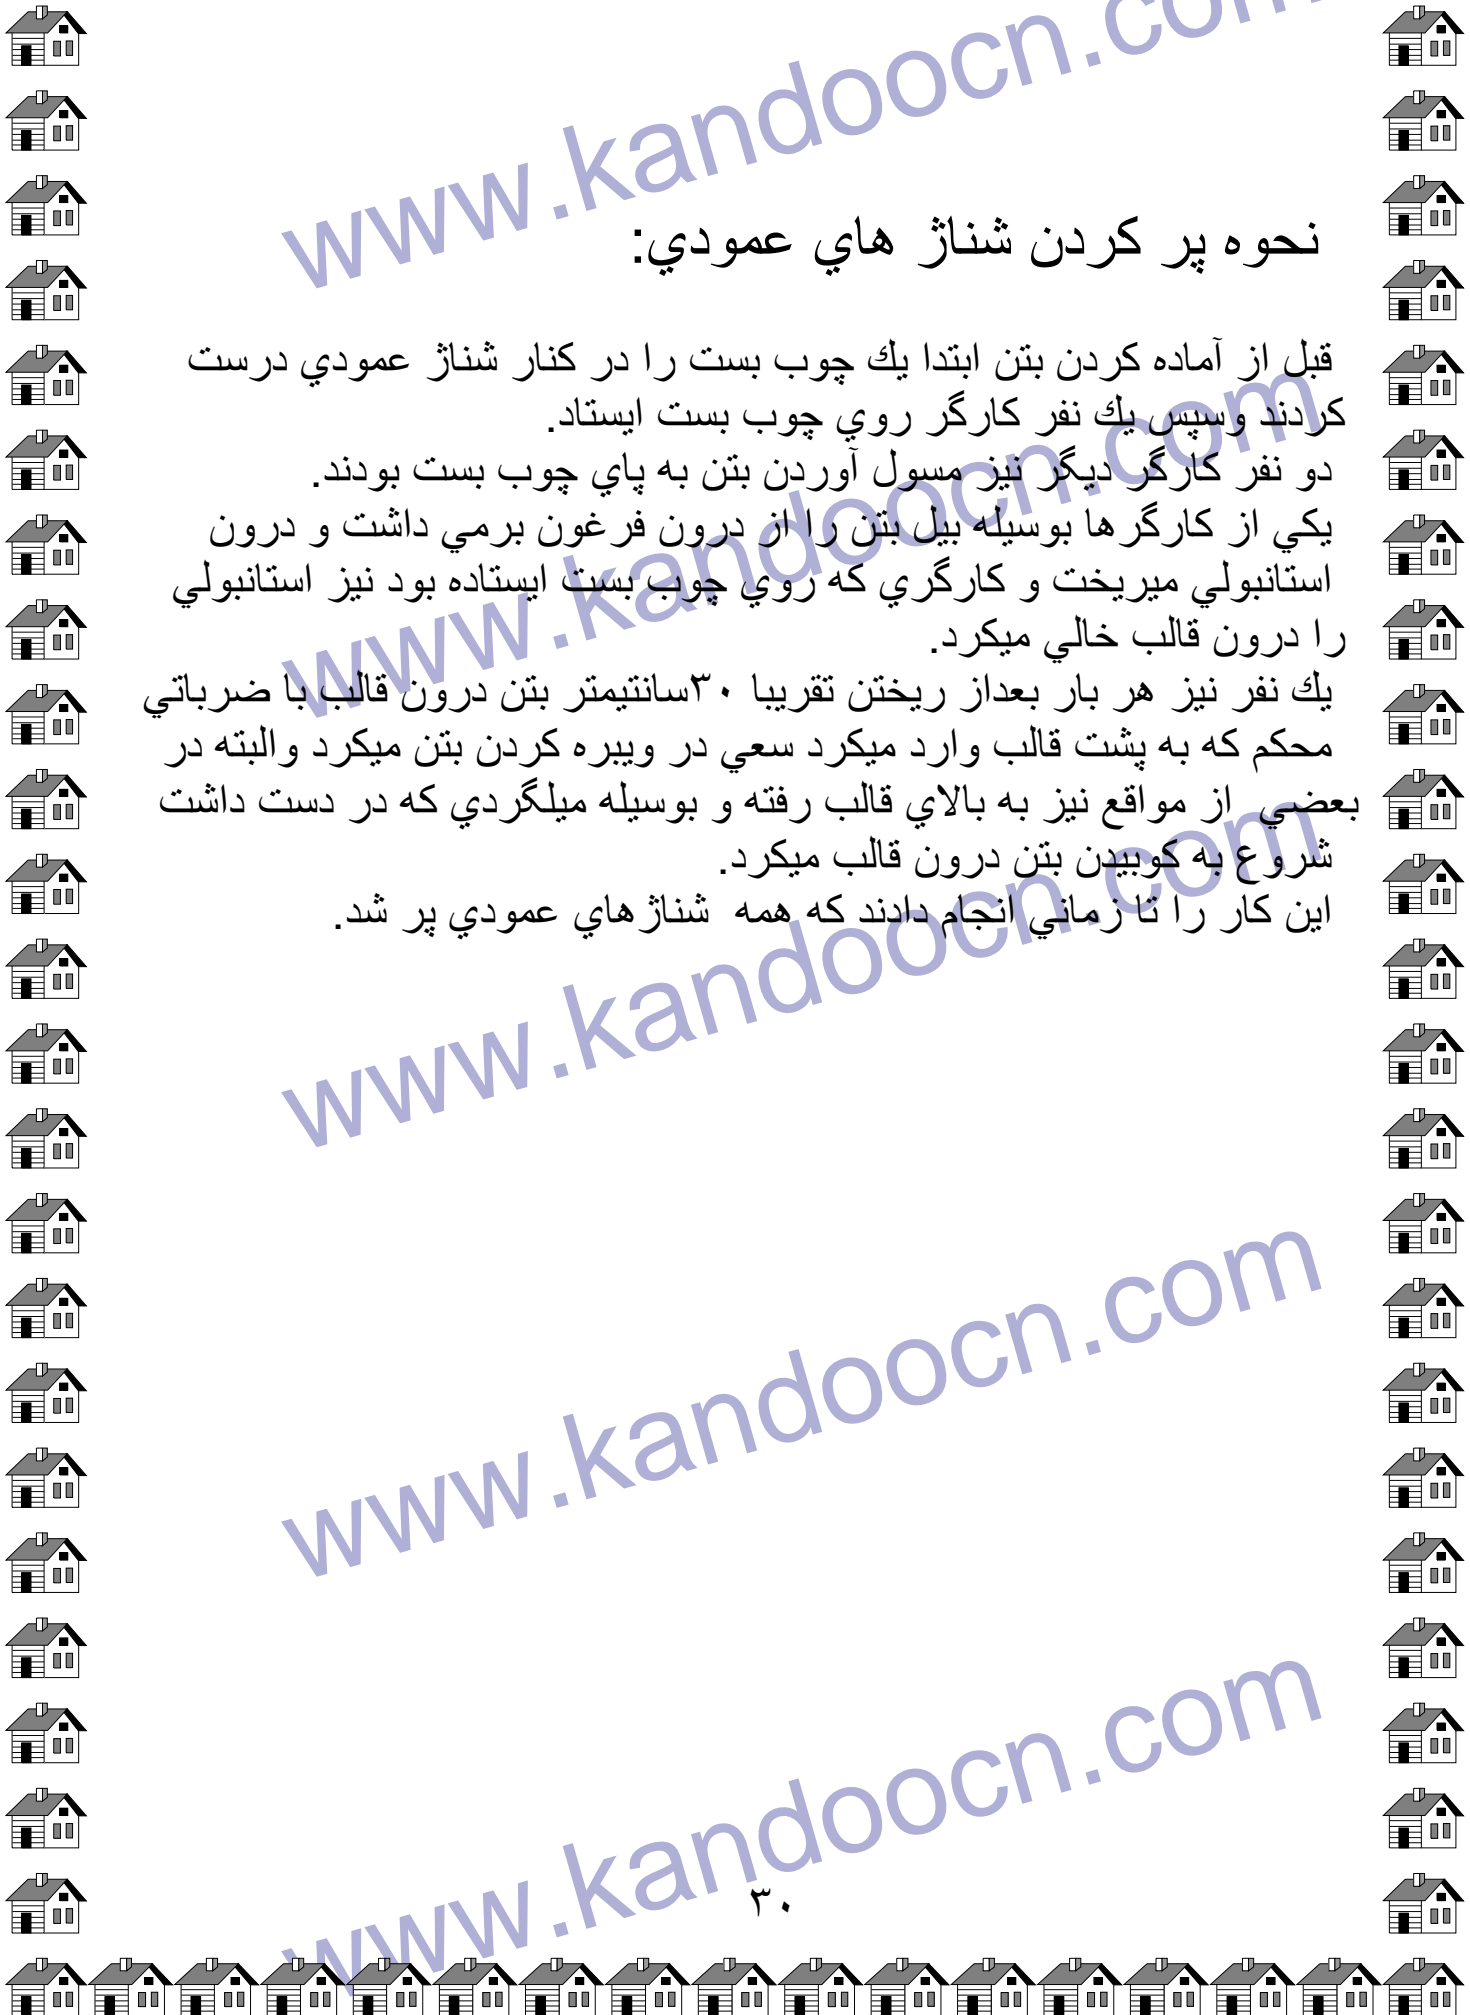 www.kandoocn.com
نحوه پر كردن شناژ هاي عمودي:
قبل از آماده كردن بتن ابتدا يك چوب بست را در كنار شناژ عمودي درست
كردند وسپس يك نفر كارگر روي چوب بست ايستاد.
دو نفر كارگر ديگر نيز مسول آوردن بتن به پاي چوب بست بودند.
يكي از كارگرها بوسيله بيل بتن را از درون فرغون برمي داشت و درون
استانبولي ميريخت و كارگري كه روي چوب بست ايستاده بود نيز استانبولي
را درون قالب خالي ميكرد.
www.kandoocn.com
يك نفر نيز هر بار بعداز ريختن تقريبا ۳۰سانتيمتر بتن درون قالب با ضرباتي
محكم كه به پشت قالب وارد ميكرد سعي در ويبره كردن بتن ميكرد والبته در
بعضي از مواقع نيز به بالاي قالب رفته و بوسيله ميلگردي كه در دست داشت
شروع به كوبيدن بتن درون قالب ميكرد.
اين كار را تا زماني انجام دادند كه همه شناژهاي عمودي پر شد.
www.kandoocn.com
www.kandoocn.com
www.kandoocn.com
۳۰